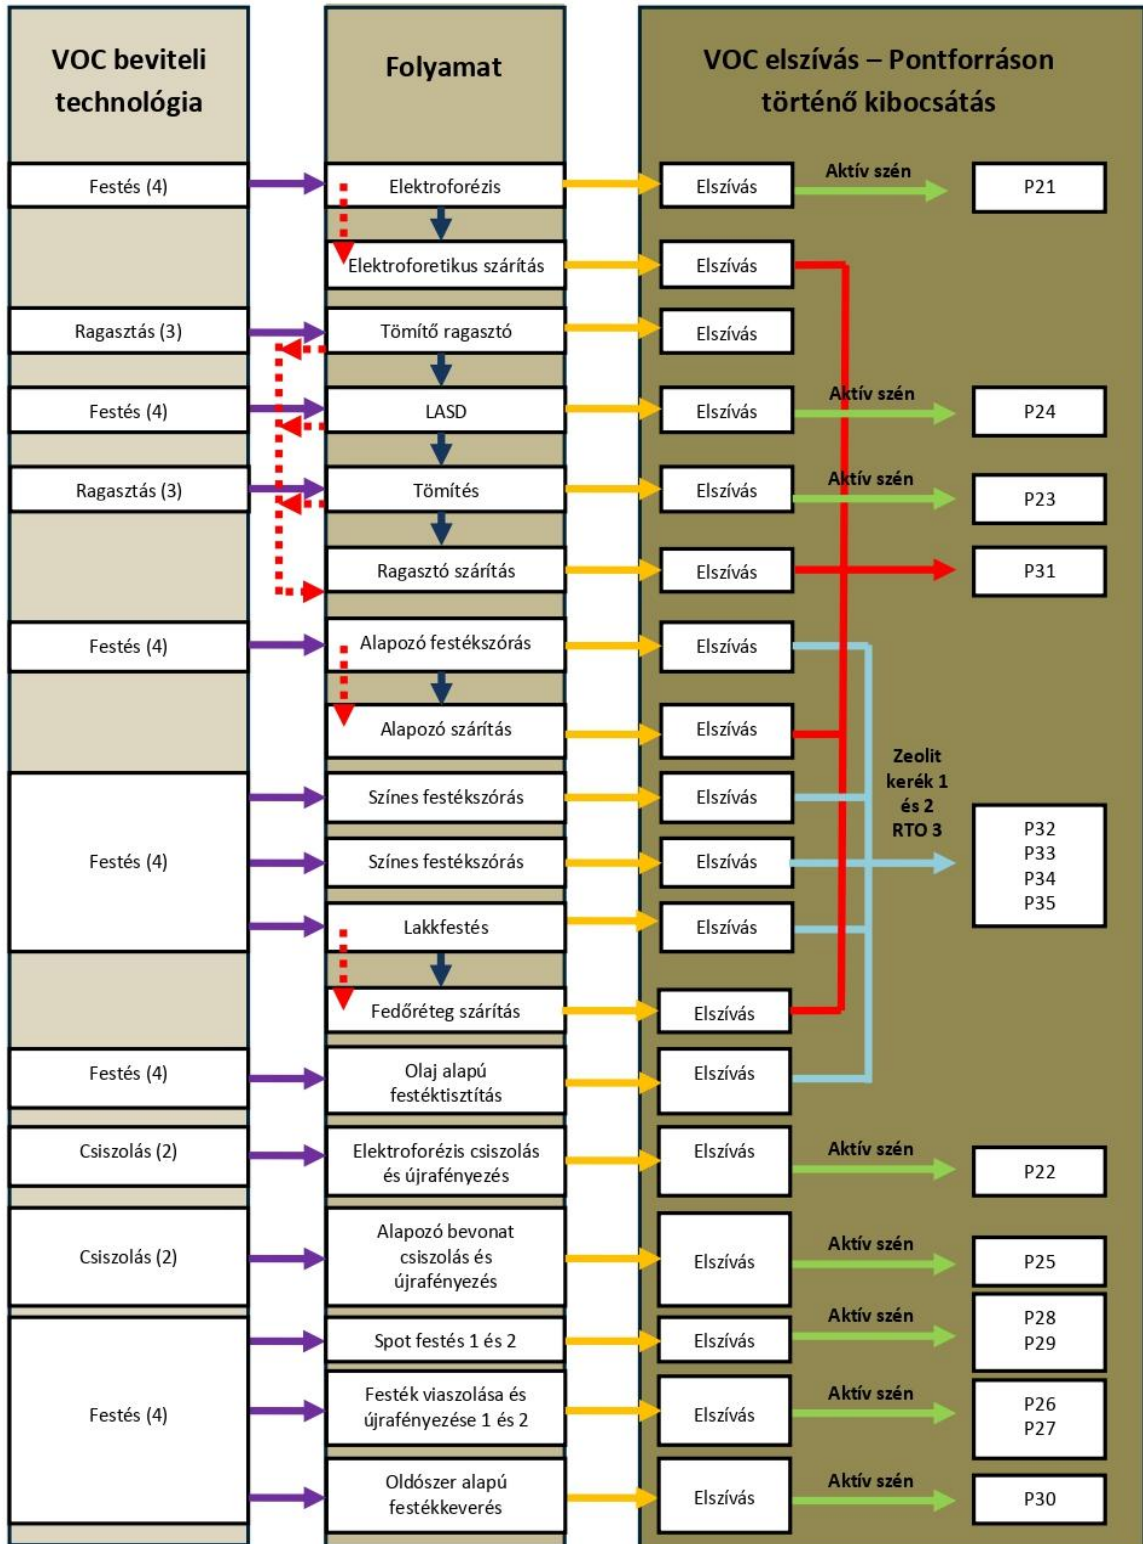 VOC beviteli
technológia
Folyamat
VOC elszívás – Pontforráson
történő kibocsátás
Festés (4)
Elektroforézis
Elszívás
Aktív szén
P21
Elektroforetikus szárítás
Elszívás
Ragasztás (3)
Tömítő ragasztó
Elszívás
Festés (4)
LASD
Elszívás
Aktív szén
P24
Ragasztás (3)
Tömítés
Elszívás
Aktív szén
P23
Ragasztó szárítás
Elszívás
P31
Festés (4)
Alapozó festékszórás
Elszívás
Alapozó szárítás
Elszívás
Zeolit
kerék 1
és 2
RTO 3
Festés (4)
Színes festékszórás
Elszívás
Színes festékszórás
Elszívás
P32
P33
P34
P35
Lakkfestés
Elszívás
Fedőréteg szárítás
Elszívás
Festés (4)
Olaj alapú
festéktisztítás
Elszívás
Csiszolás (2)
Elektroforézis csiszolás
és újrafényezés
Elszívás
Aktív szén
P22
Csiszolás (2)
Alapozó bevonat
csiszolás és
újrafényezés
Elszívás
Aktív szén
P25
Festés (4)
Spot festés 1 és 2
Elszívás
Aktív szén
P28
P29
Festék viaszolása és
újrafényezése 1 és 2
Elszívás
Aktív szén
P26
P27
Oldószer alapú
festékkeverés
Elszívás
Aktív szén
P30